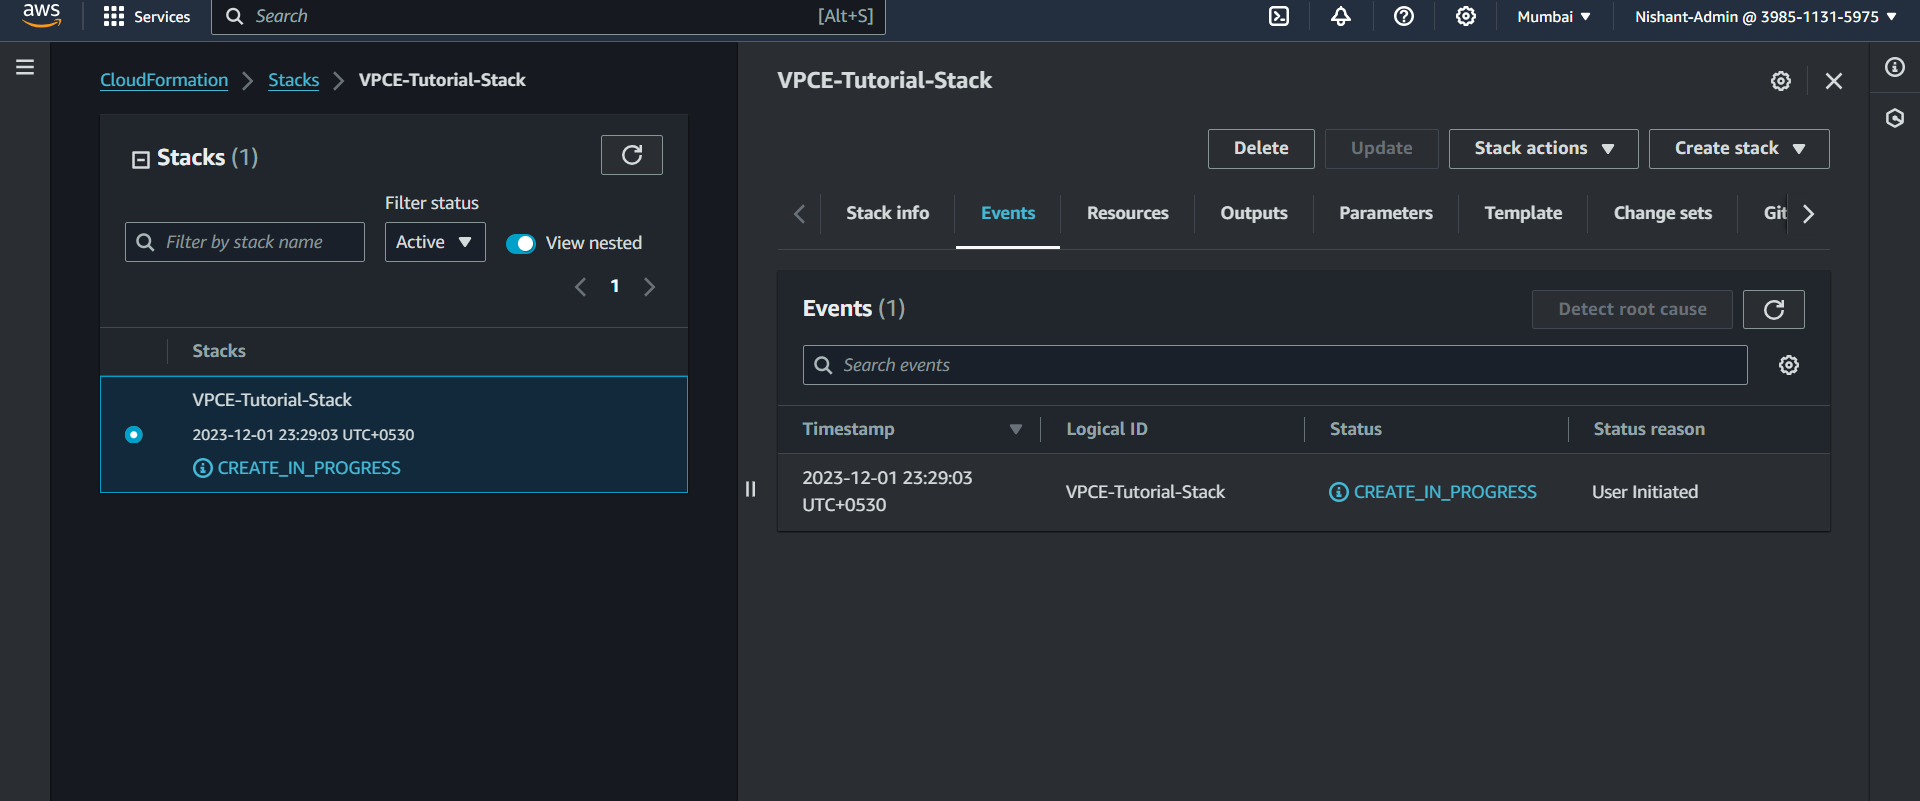 aws
Services
Search
[Alt+S]
Mumbai
Nishant-Admin @ 3985-1131-5975
CloudFormation
Stacks
VPCE-Tutorial-Stack
Stacks (1)
Filter status
Filter by stack name
Active
View nested
1
Stacks
VPCE-Tutorial-Stack
2023-12-01 23:29:03 UTC+0530
CREATE_IN_PROGRESS
VPCE-Tutorial-Stack
Delete
Update
Stack actions
Create stack
Stack info
Events
Resources
Outputs
Parameters
Template
Change sets
Git
Events (1)
Detect root cause
Search events
Timestamp
Logical ID
Status
Status reason
2023-12-01 23:29:03
UTC+0530
VPCE-Tutorial-Stack
CREATE_IN_PROGRESS
User Initiated